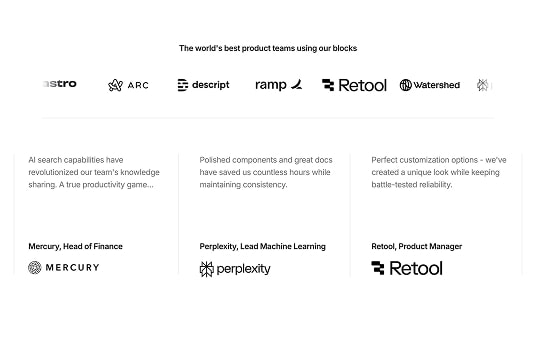 The world's best product teams using our blocks
astro ARC descript ramp Retool Watershed
AI search capabilities have
revolutionized our team's knowledge
sharing. A true productivity game...
Mercury, Head of Finance
MERCURY
Polished components and great docs
have saved us countless hours while
maintaining consistency.
Perplexity, Lead Machine Learning
perplexity
Perfect customization options - we've
created a unique look while keeping
battle-tested reliability.
Retool, Product Manager
Retool